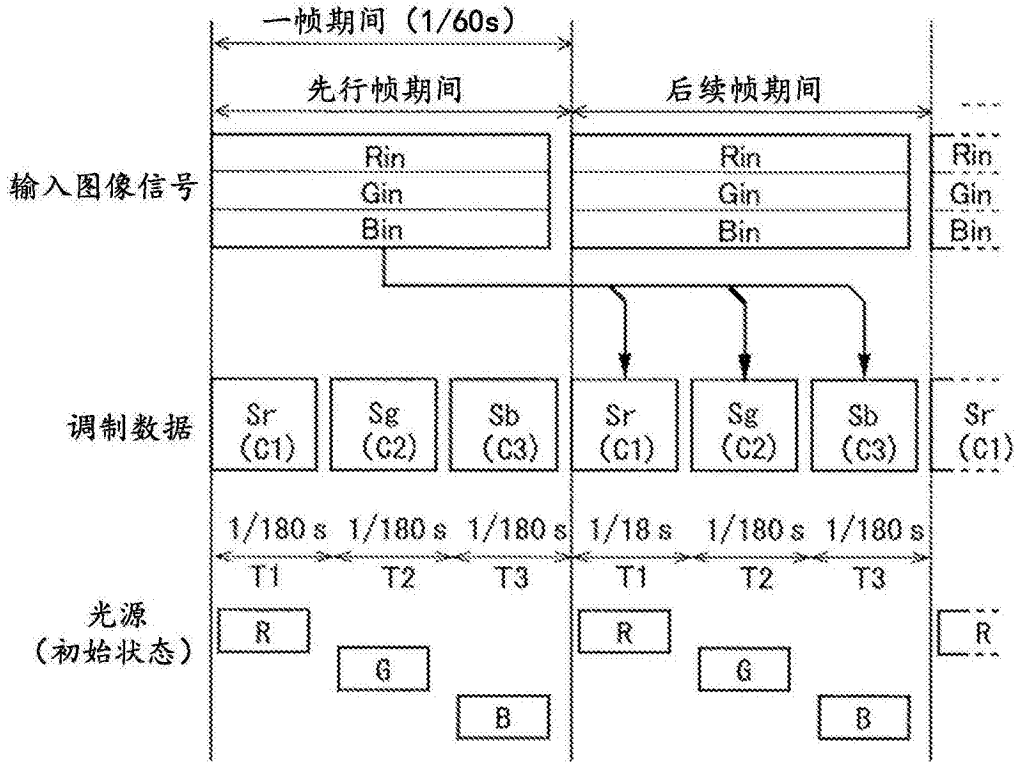 一帧期间（1/60s）
先行帧期间 后续帧期间
输入图像信号
Rin Rin Rin
Gin Gin Gin
Bin Bin Bin
调制数据
Sr Sg Sb Sr Sg Sb Sr
(C1) (C2) (C3) (C1) (C2) (C3) (C1)
1/180 s 1/180 s 1/180 s 1/18 s 1/180 s 1/180 s
T1 T2 T3 T1 T2 T3
光源
（初始状态）
R R R
G G
B B